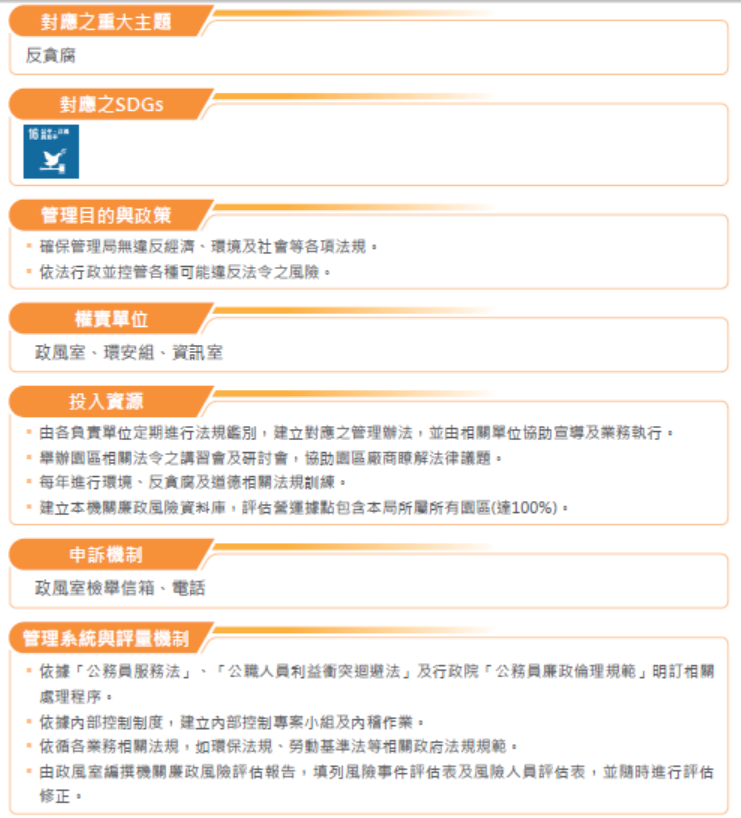 對應之重大主題
反貪腐
對應之SDGs
16
管理目的與政策
▪ 確保管理局無違反經濟、環境及社會等各項法規。
▪ 依法行政並控管各種可能違反法令之風險。
權責單位
政風室、環安組、資訊室
投入資源
▪ 由各負責單位定期進行法規鑑別，建立對應之管理辦法，並由相關單位協助宣導及業務執行。
▪ 舉辦園區相關法令之講習會及研討會，協助園區廠商瞭解法律議題。
▪ 每年進行環境、反貪腐及道德相關法規訓練。
▪ 建立本機關廉政風險資料庫，評估營運據點包含本局所屬所有園區(達100%)。
申訴機制
政風室檢舉信箱、電話
管理系統與評量機制
▪ 依據「公務員服務法」、「公職人員利益衝突迴避法」及行政院「公務員廉政倫理規範」明訂相關
處理程序。
▪ 依據內部控制制度，建立內部控制專案小組及內稽作業。
▪ 依循各業務相關法規，如環保法規、勞動基準法等相關政府法規規範。
▪ 由政風室編撰機關廉政風險評估報告，填列風險事件評估表及風險人員評估表，並隨時進行評估
修正。